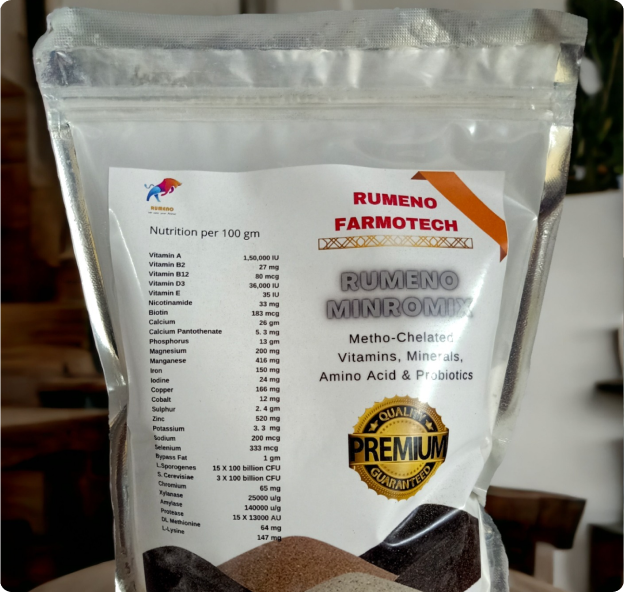 RUMENO
Nutrition per 100 gm
Vitamin A 1,50,000 IU
Vitamin B2 27 mg
Vitamin B12 80 mcg
Vitamin D3 36,000 IU
Vitamin E 35 IU
Nicotinamide 33 mg
Biotin 183 mcg
Calcium 26 gm
Calcium Pantothenate 5. 3 mg
Phosphorus 13 gm
Magnesium 200 mg
Manganese 416 mg
Iron 150 mg
Iodine 24 mg
Copper 166 mg
Cobalt 12 mg
Sulphur 2. 4 gm
Zinc 520 mg
Potassium 3. 3 mg
Sodium 200 mcg
Selenium 333 mcg
Bypass Fat 1 gm
L.Sporogenes 15 X 100 billion CFU
S. Cerevisiae 3 X 100 billion CFU
Chromium 65 mg
Xylanase 25000 u/g
Amylase 140000 u/g
Protease 15 X 13000 AU
DL Methionine 64 mg
L-Lysine 147 mg
RUMENO
FARMOTECH
RUMENO
MINROMIX
Metho-Chelated
Vitamins, Minerals,
Amino Acid & Probiotics
QUALITY
PREMIUM
GUARANTEED